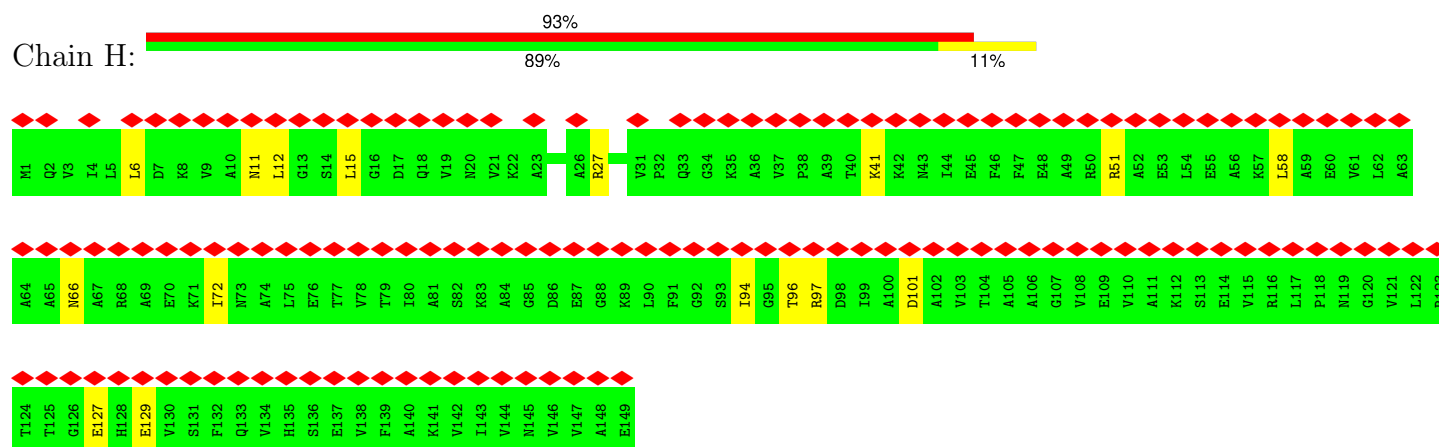 93%
Chain H:
89% 11%
M1 Q2 V3 I4 L5 L6 D7 K8 V9 A10 N11 L12 G13 S14 L15 G16 D17 Q18 V19 N20 V21 K22 A23 A26 R27 V31 P32 Q33 G34 K35 A36 V37 P38 A39 T40 K41 K42 N43 I44 E45 F46 F47 E48 A49 R50 R51 A52 E53 L54 E55 A56 K57 L58 A59 E60 V61 L62 A63
A64 A65 N66 A67 R68 A69 E70 K71 I72 N73 A74 L75 E76 T77 V78 T79 I80 A81 S82 K83 A84 G85 D86 E87 G88 K89 L90 F91 G92 S93 I94 G95 T96 R97 D98 I99 A100 D101 A102 V103 T104 A105 A106 G107 V108 E109 V110 A111 K112 S113 E114 V115 R116 L117 P118 N119 G120 V121 L122
T124 T125 G126 E127 H128 E129 V130 S131 F132 Q133 V134 H135 S136 E137 V138 F139 A140 K141 V142 I143 V144 N145 V146 V147 A148 E149